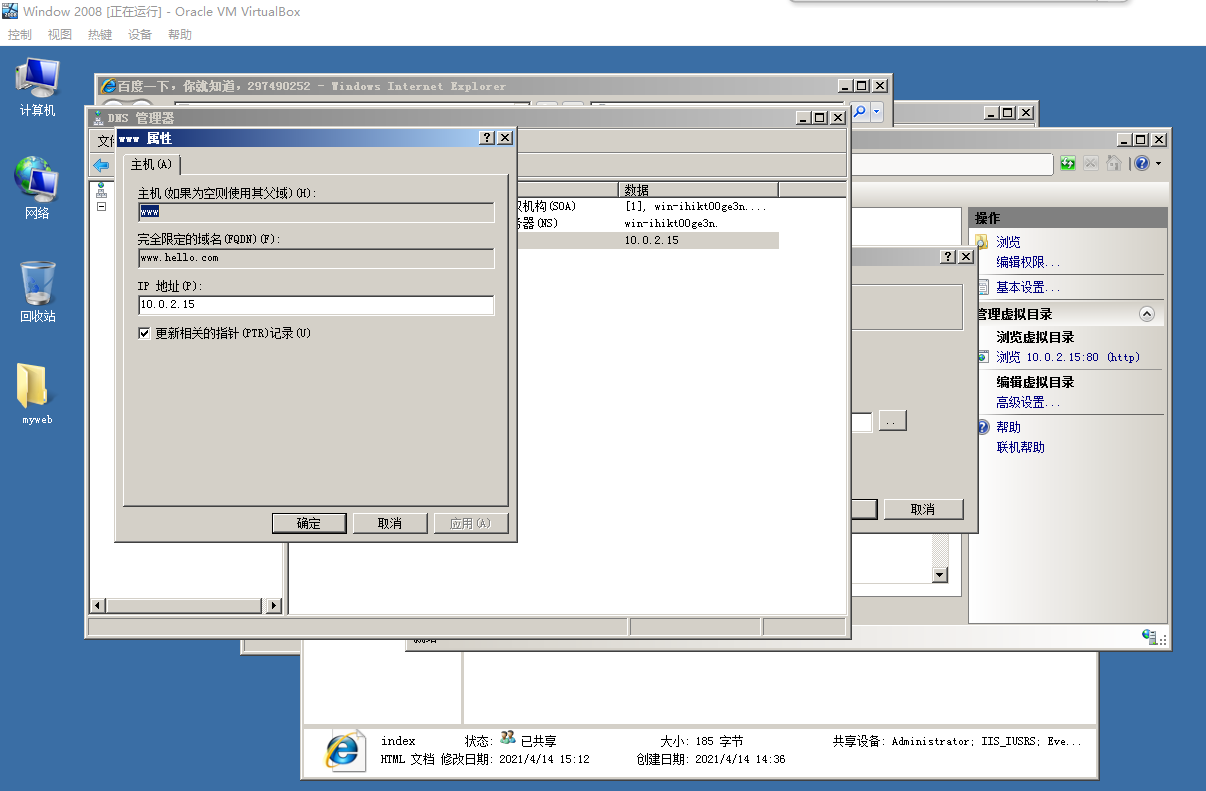 Window 2008 [正在运行] - Oracle VM VirtualBox
控制 视图 热键 设备 帮助
计算机
网络
回收站
myweb
百度一下，你就知道，297490252 - Windows Internet Explorer
DNS 管理器
www 属性
主机(A)
主机(如果为空则使用其父域)(H):
www
完全限定的域名(FQDN)(F):
www.hello.com
IP 地址(P):
10.0.2.15
更新相关的指针(PTR)记录(U)
确定 取消 应用(A)
数据
(SOA) [1], win-ihikt00ge3n....
(NS) win-ihikt00ge3n.
10.0.2.15
..
取消
操作
浏览
编辑权限...
基本设置...
管理虚拟目录
浏览虚拟目录
浏览 10.0.2.15:80 (http)
编辑虚拟目录
高级设置...
帮助
联机帮助
index 状态: 已共享 大小: 185 字节 共享设备: Administrator; IIS_IUSRS; Eve...
HTML 文档 修改日期: 2021/4/14 15:12 创建日期: 2021/4/14 14:36